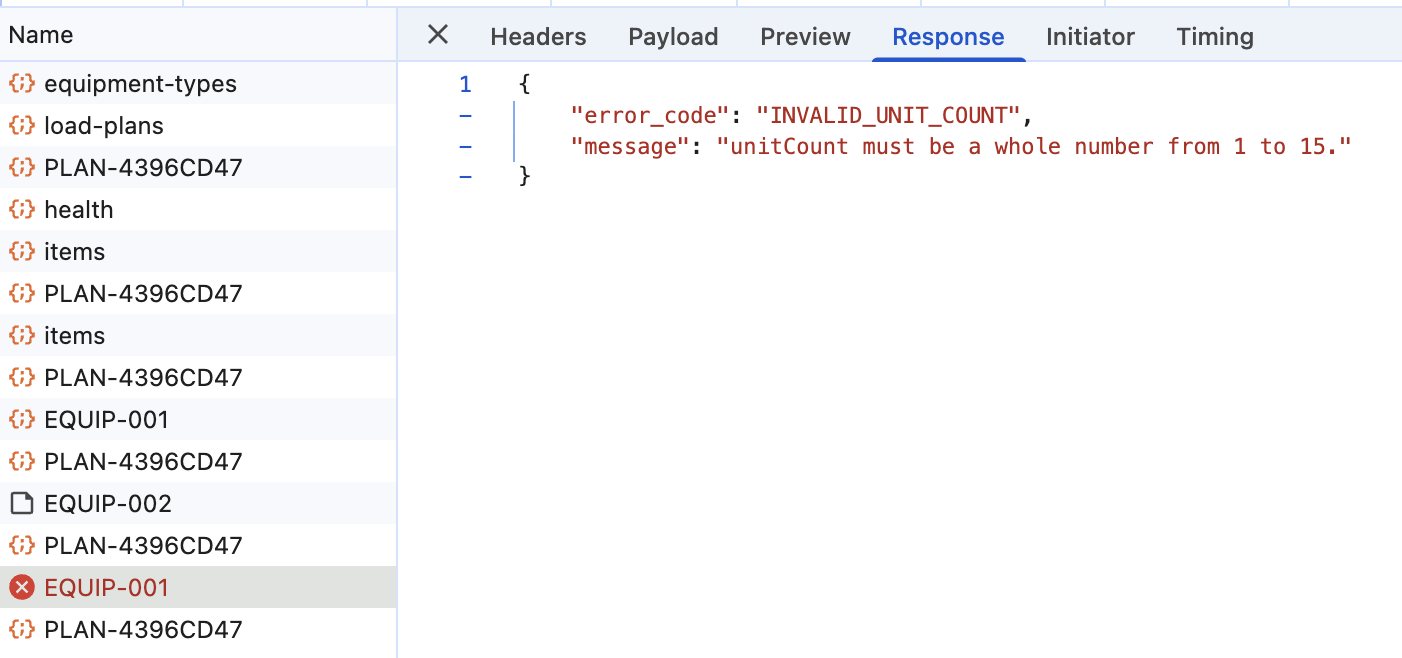 Name
equipment-types
load-plans
PLAN-4396CD47
health
items
PLAN-4396CD47
items
PLAN-4396CD47
EQUIP-001
PLAN-4396CD47
EQUIP-002
PLAN-4396CD47
EQUIP-001
PLAN-4396CD47
Headers Payload Preview Response Initiator Timing
1 {
- "error_code": "INVALID_UNIT_COUNT",
- "message": "unitCount must be a whole number from 1 to 15."
- }